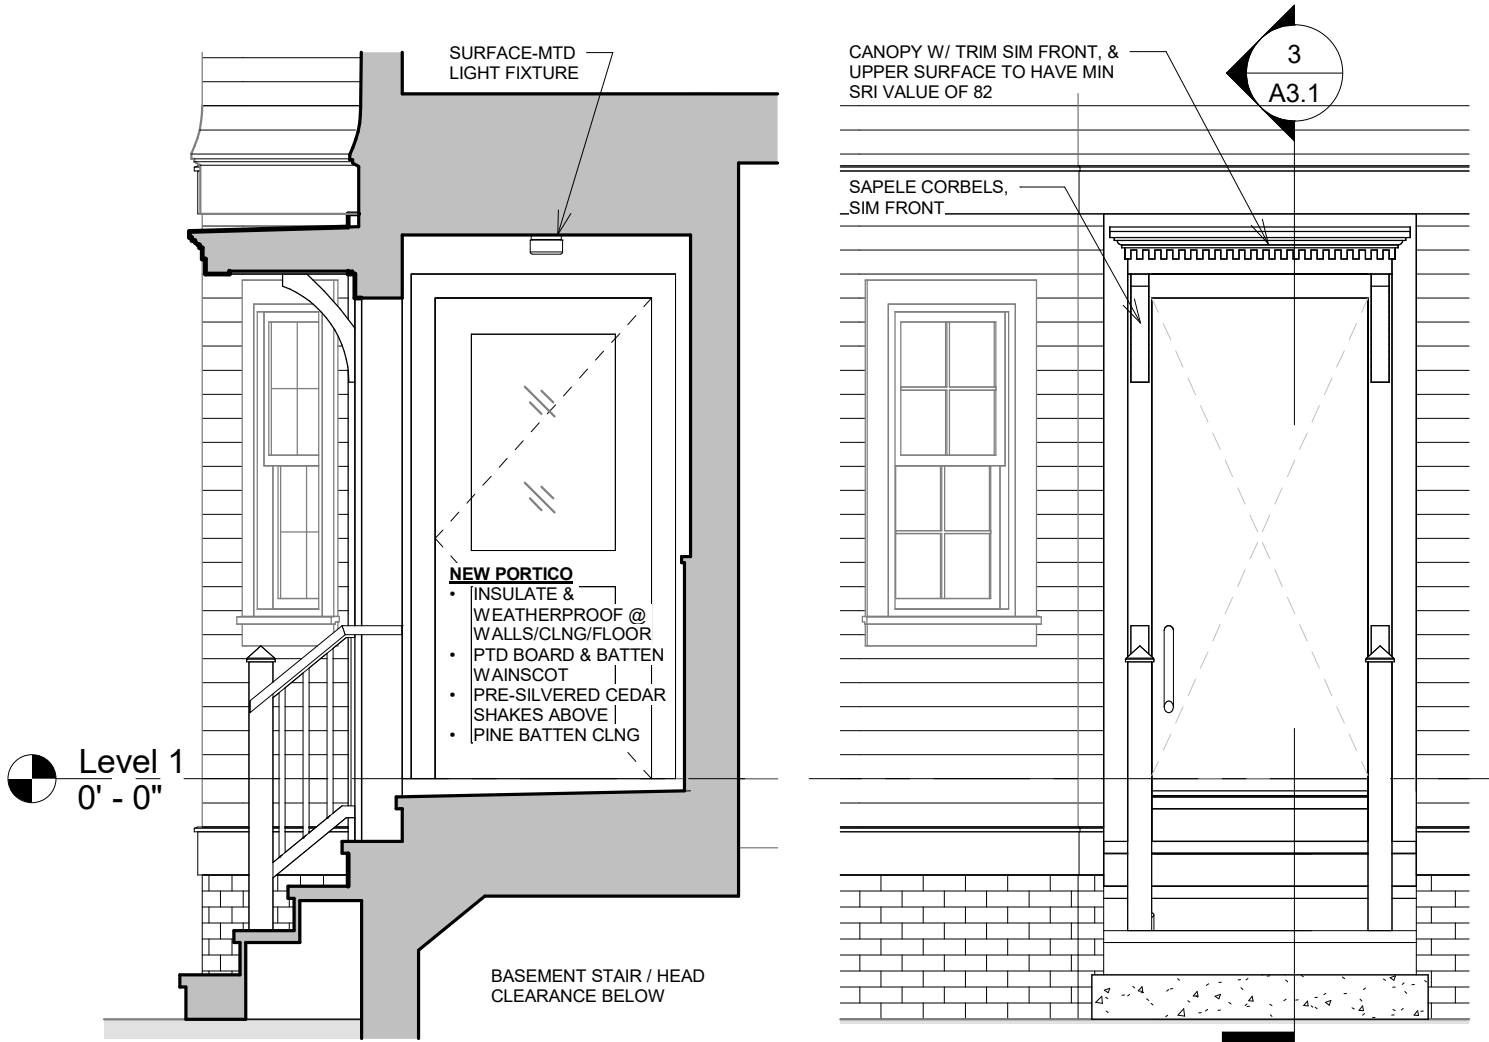 SURFACE-MTD
LIGHT FIXTURE
CANOPY W/ TRIM SIM FRONT, &
UPPER SURFACE TO HAVE MIN
SRI VALUE OF 82
3
A3.1
SAPELE CORBELS,
SIM FRONT
NEW PORTICO
• INSULATE &
WEATHERPROOF @
WALLS/CLNG/FLOOR
• PTD BOARD & BATTEN
WAINSCOT
• PRE-SILVERED CEDAR
SHAKES ABOVE
• PINE BATTEN CLNG
Level 1
0' - 0"
BASEMENT STAIR / HEAD
CLEARANCE BELOW